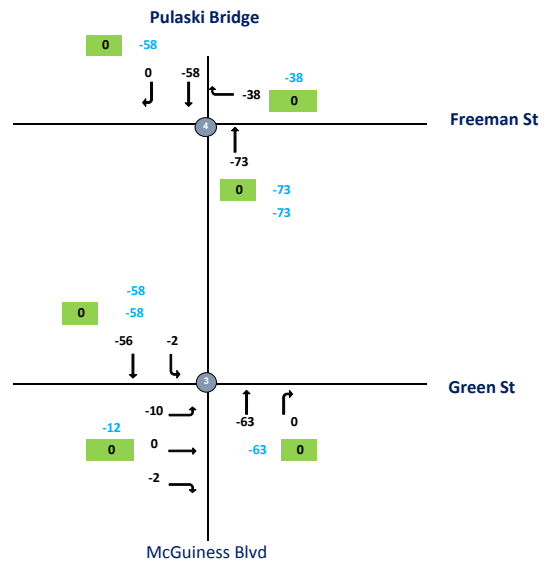 Pulaski Bridge
0 -58
0 -58 -38
-38 0
4
Freeman St
-73
0 -73
-73
-58
0 -58
-56 -2
3
Green St
-10 -63 0
-12
0 0 -63 0
-2
McGuiness Blvd